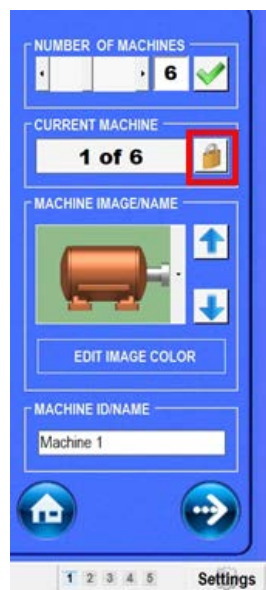 NUMBER OF MACHINES
6
CURRENT MACHINE
1 of 6
MACHINE IMAGE/NAME
EDIT IMAGE COLOR
MACHINE ID/NAME
Machine 1
1 2 3 4 5 Settings